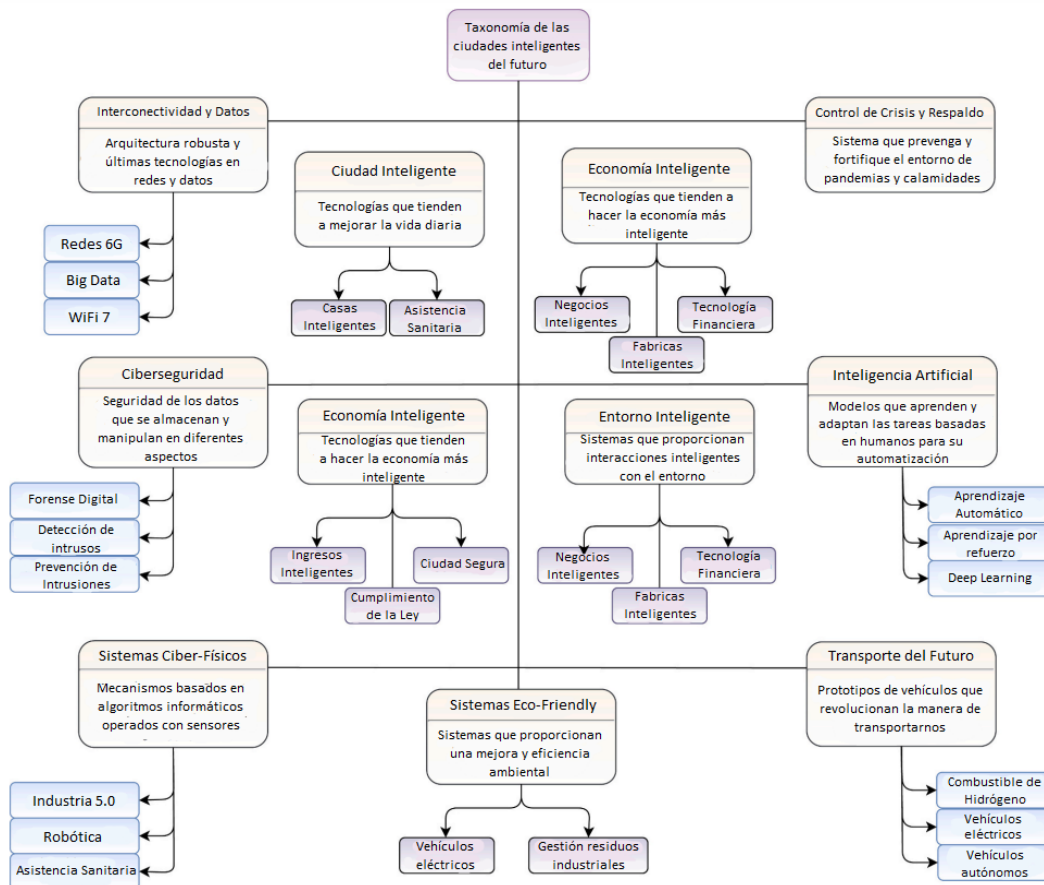 Taxonomía de las
ciudades inteligentes
del futuro
Interconectividad y Datos
Arquitectura robusta y
últimas tecnologías en
redes y datos
Redes 6G
Big Data
WiFi 7
Ciudad Inteligente
Tecnologías que tienden
a mejorar la vida diaria
Casas
Inteligentes
Asistencia
Sanitaria
Economía Inteligente
Tecnologías que tienden a
hacer la economía más
inteligente
Negocios
Inteligentes
Fabricas
Inteligentes
Tecnología
Financiera
Control de Crisis y Respaldo
Sistema que prevenga y
fortifique el entorno de
pandemias y calamidades
Ciberseguridad
Seguridad de los datos
que se almacenan y
manipulan en diferentes
aspectos
Forense Digital
Detección de
intrusos
Prevención de
Intrusiones
Economía Inteligente
Tecnologías que tienden
a hacer la economía más
inteligente
Ingresos
Inteligentes
Cumplimiento
de la Ley
Ciudad Segura
Entorno Inteligente
Sistemas que proporcionan
interacciones inteligentes
con el entorno
Negocios
Inteligentes
Fabricas
Inteligentes
Tecnología
Financiera
Inteligencia Artificial
Modelos que aprenden y
adaptan las tareas basadas
en humanos para su
automatización
Aprendizaje
Automático
Aprendizaje por
refuerzo
Deep Learning
Sistemas Ciber-Físicos
Mecanismos basados en
algoritmos informáticos
operados con sensores
Industria 5.0
Robótica
Asistencia Sanitaria
Sistemas Eco-Friendly
Sistemas que proporcionan
una mejora y eficiencia
ambiental
Vehículos
eléctricos
Gestión residuos
industriales
Transporte del Futuro
Prototipos de vehículos que
revolucionan la manera de
transportarnos
Combustible de
Hidrógeno
Vehículos
eléctricos
Vehículos
autónomos